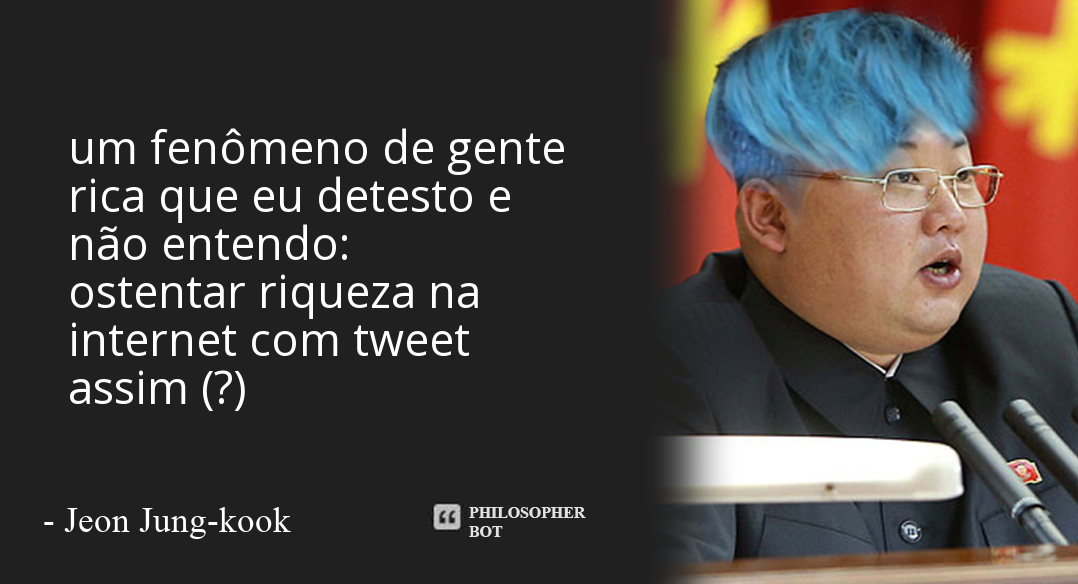 um fenômeno de gente
rica que eu detesto e
não entendo:
ostentar riqueza na
internet com tweet
assim (?)
- Jeon Jung-kook
PHILOSOPHER
BOT